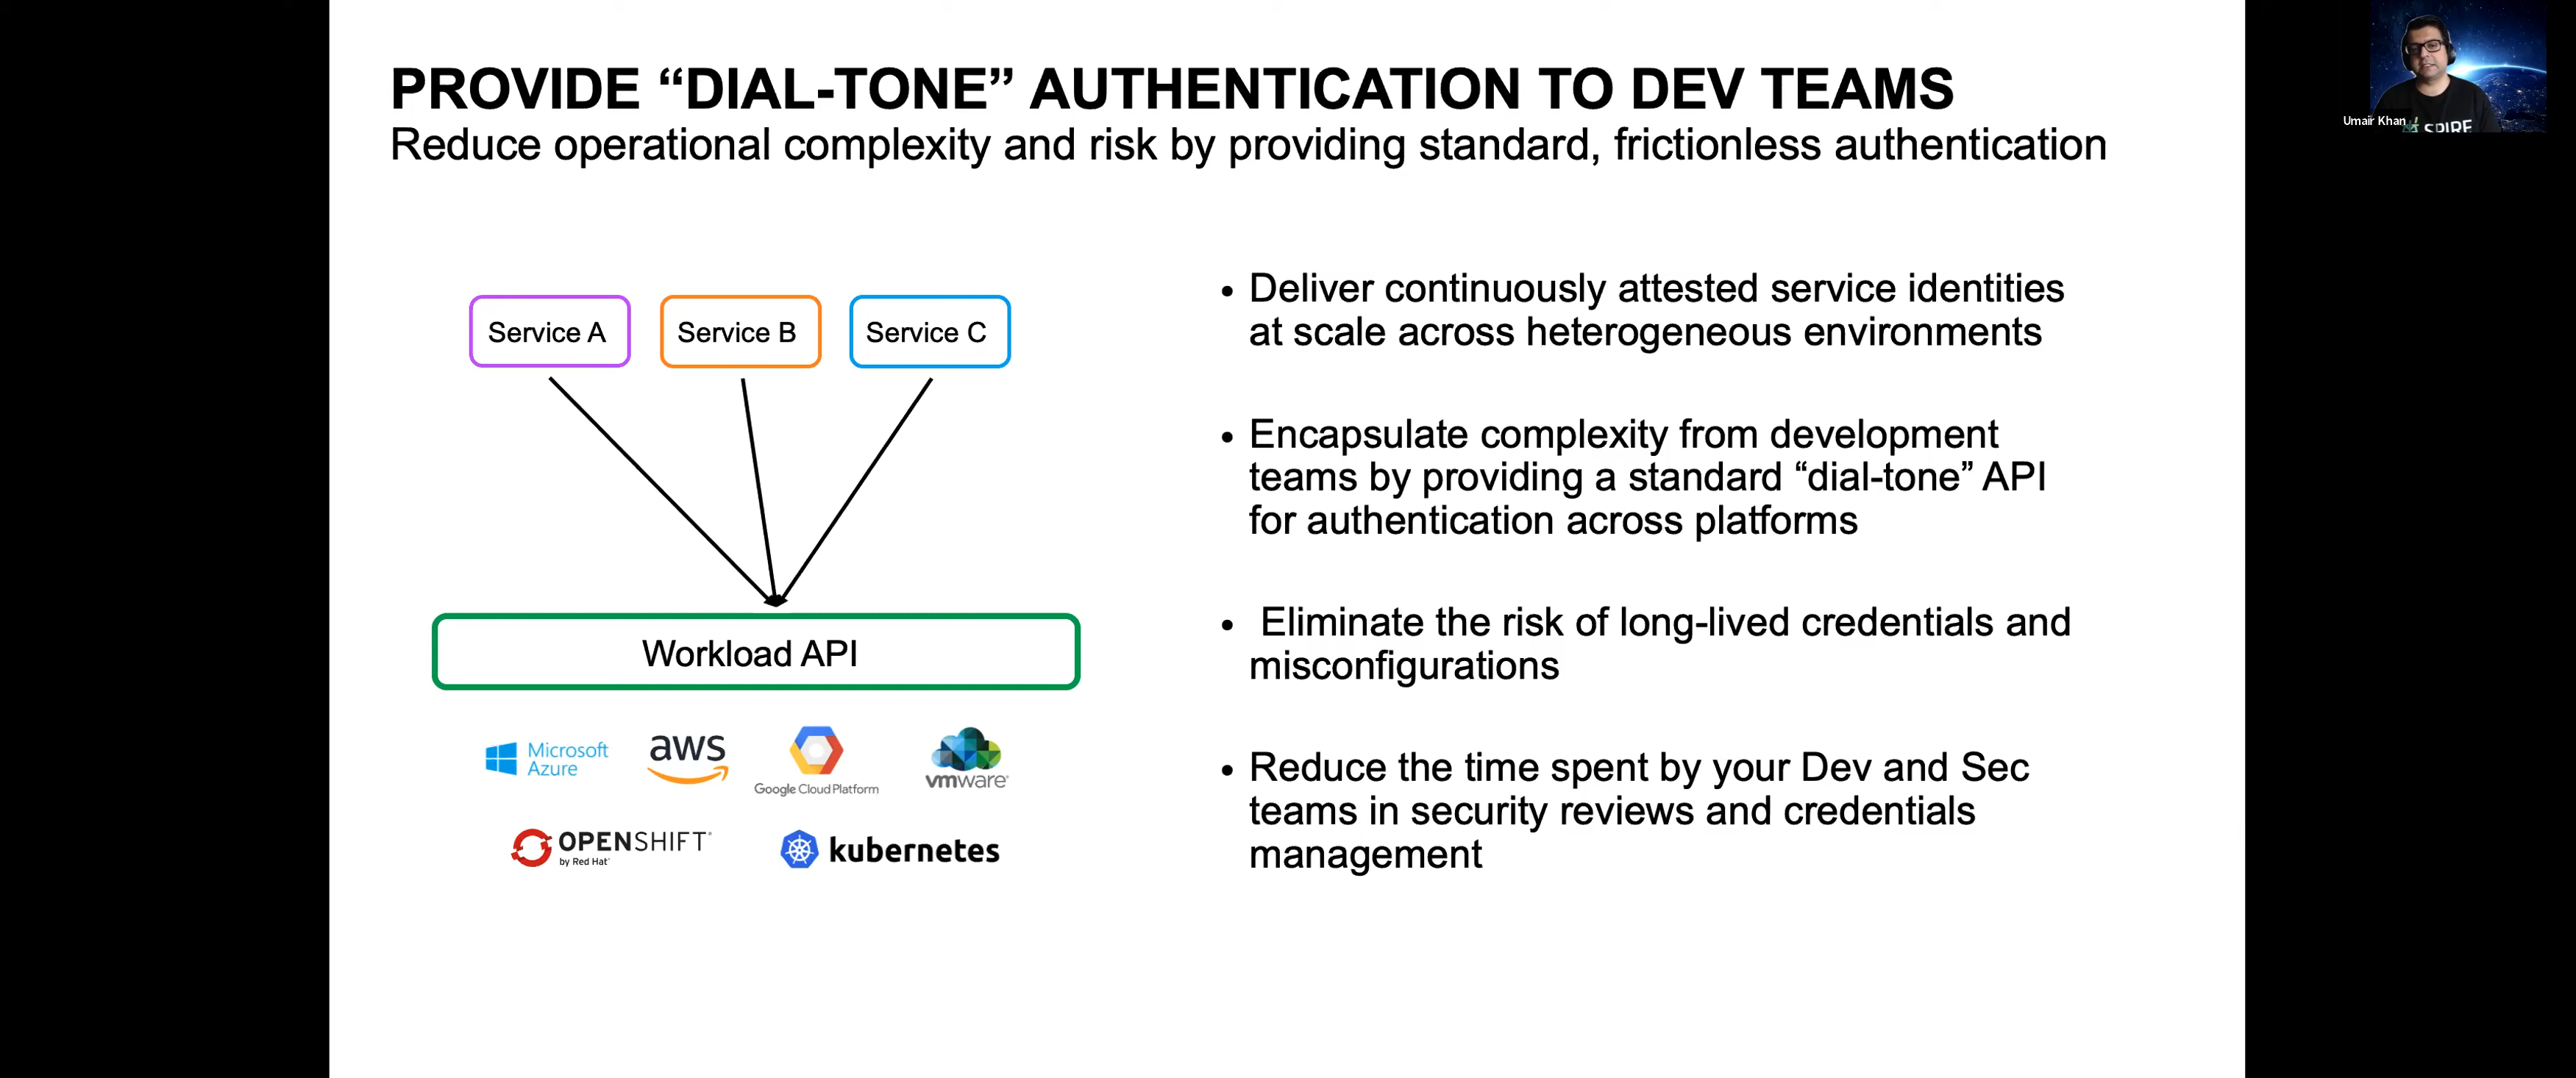 PROVIDE “DIAL-TONE” AUTHENTICATION TO DEV TEAMS
Reduce operational complexity and risk by providing standard, frictionless authentication
Umair Khan
SPIRE
Service A
Service B
Service C
Workload API
Microsoft
Azure
aws
Google Cloud Platform
vmware®
OPENSHIFT®
by Red Hat®
kubernetes
• Deliver continuously attested service identities
at scale across heterogeneous environments
• Encapsulate complexity from development
teams by providing a standard “dial-tone” API
for authentication across platforms
• Eliminate the risk of long-lived credentials and
misconfigurations
• Reduce the time spent by your Dev and Sec
teams in security reviews and credentials
management